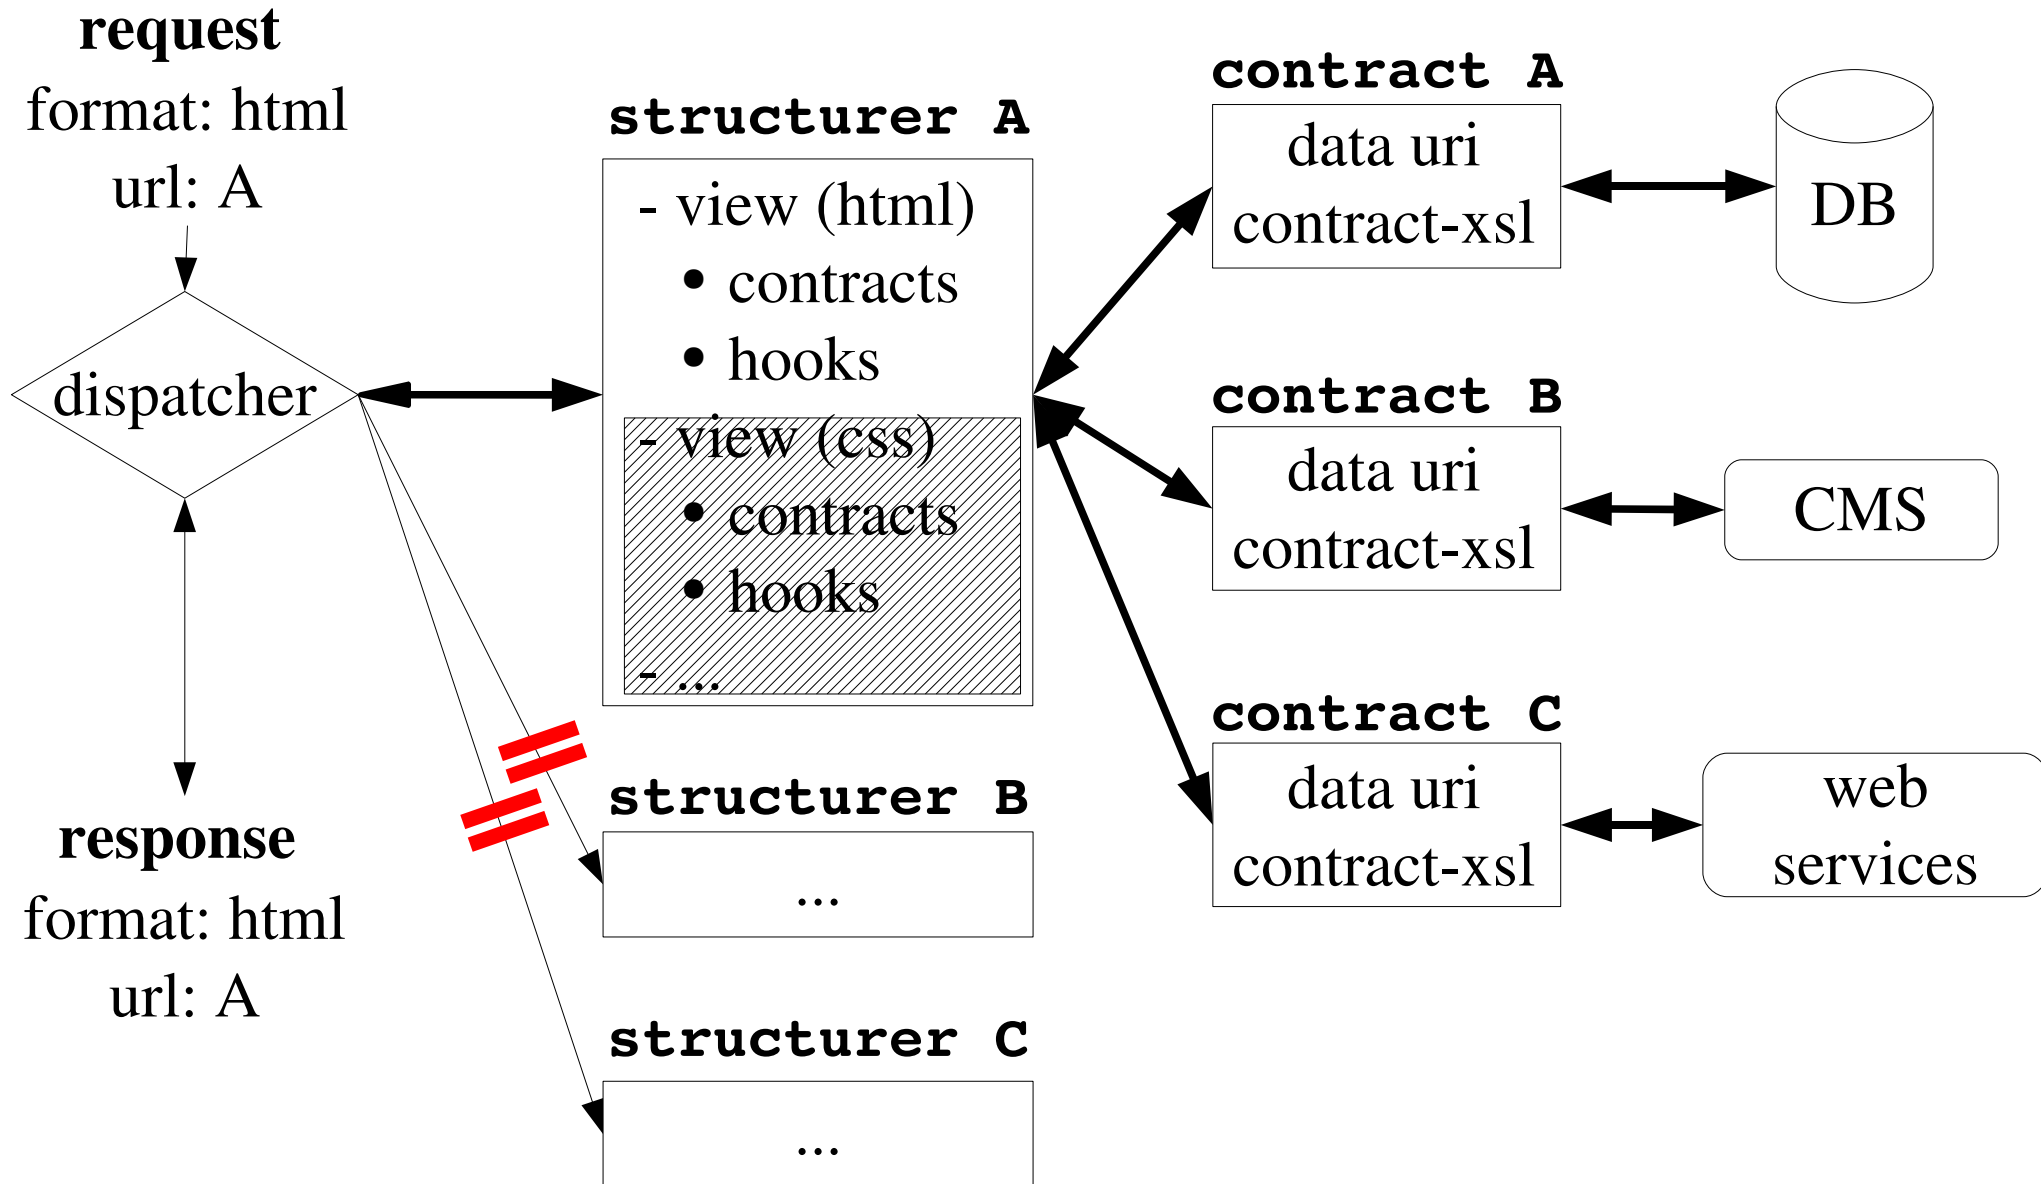 request
format: html
url: A
dispatcher
response
format: html
url: A
structurer A
- view (html)
• contracts
• hooks
- view (css)
• contracts
• hooks
- ...
structurer B
...
structurer C
...
contract A
data uri
contract-xsl
DB
contract B
data uri
contract-xsl
CMS
contract C
data uri
contract-xsl
web
services